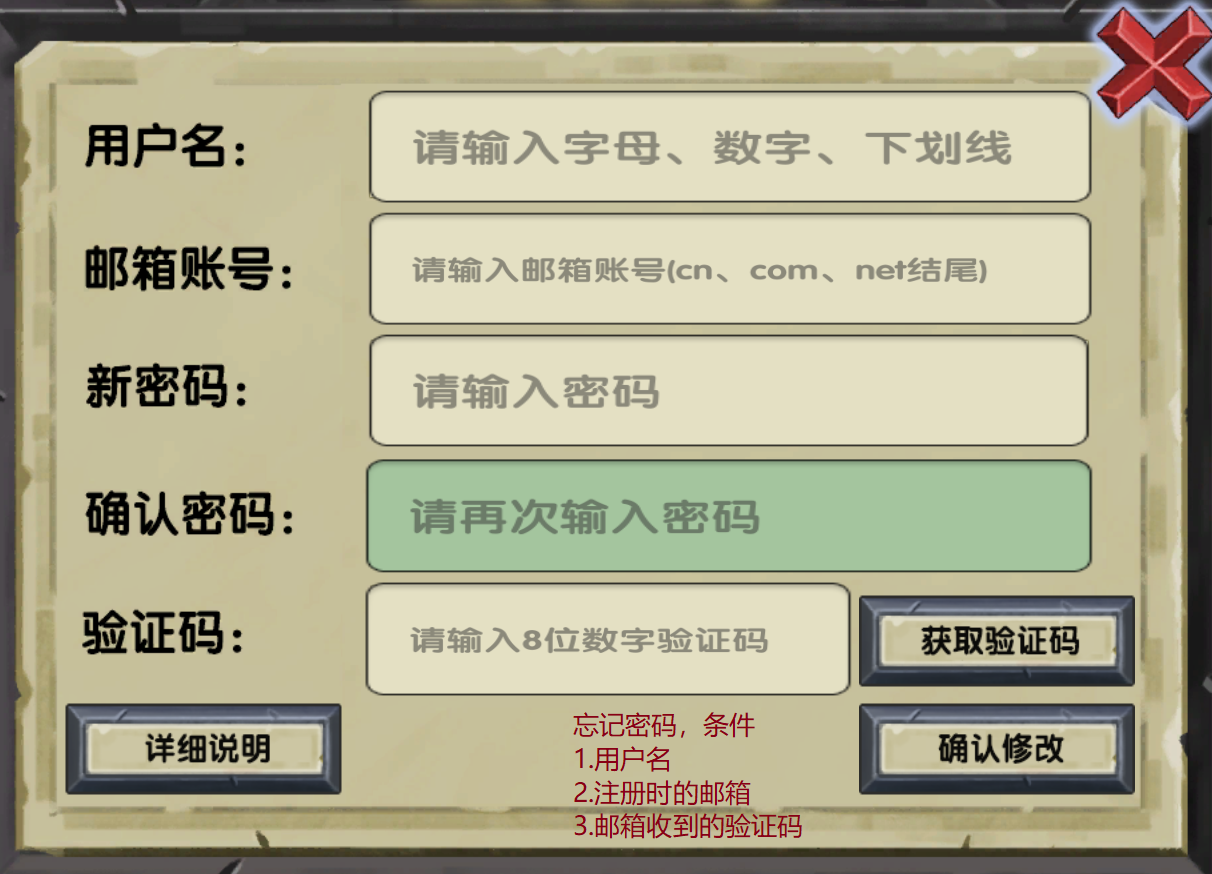 用户名：
请输入字母、数字、下划线
邮箱账号：
请输入邮箱账号(cn、com、net结尾)
新密码：
请输入密码
确认密码：
请再次输入密码
验证码：
请输入8位数字验证码
获取验证码
详细说明
忘记密码，条件
1.用户名
2.注册时的邮箱
3.邮箱收到的验证码
确认修改